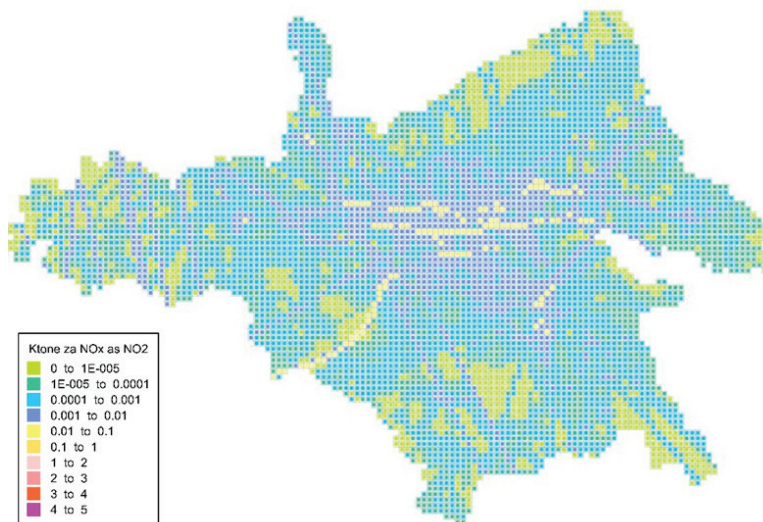 Ktone za NOx as NO2
0 to 1E-005
1E-005 to 0.0001
0.0001 to 0.001
0.001 to 0.01
0.01 to 0.1
0.1 to 1
1 to 2
2 to 3
3 to 4
4 to 5